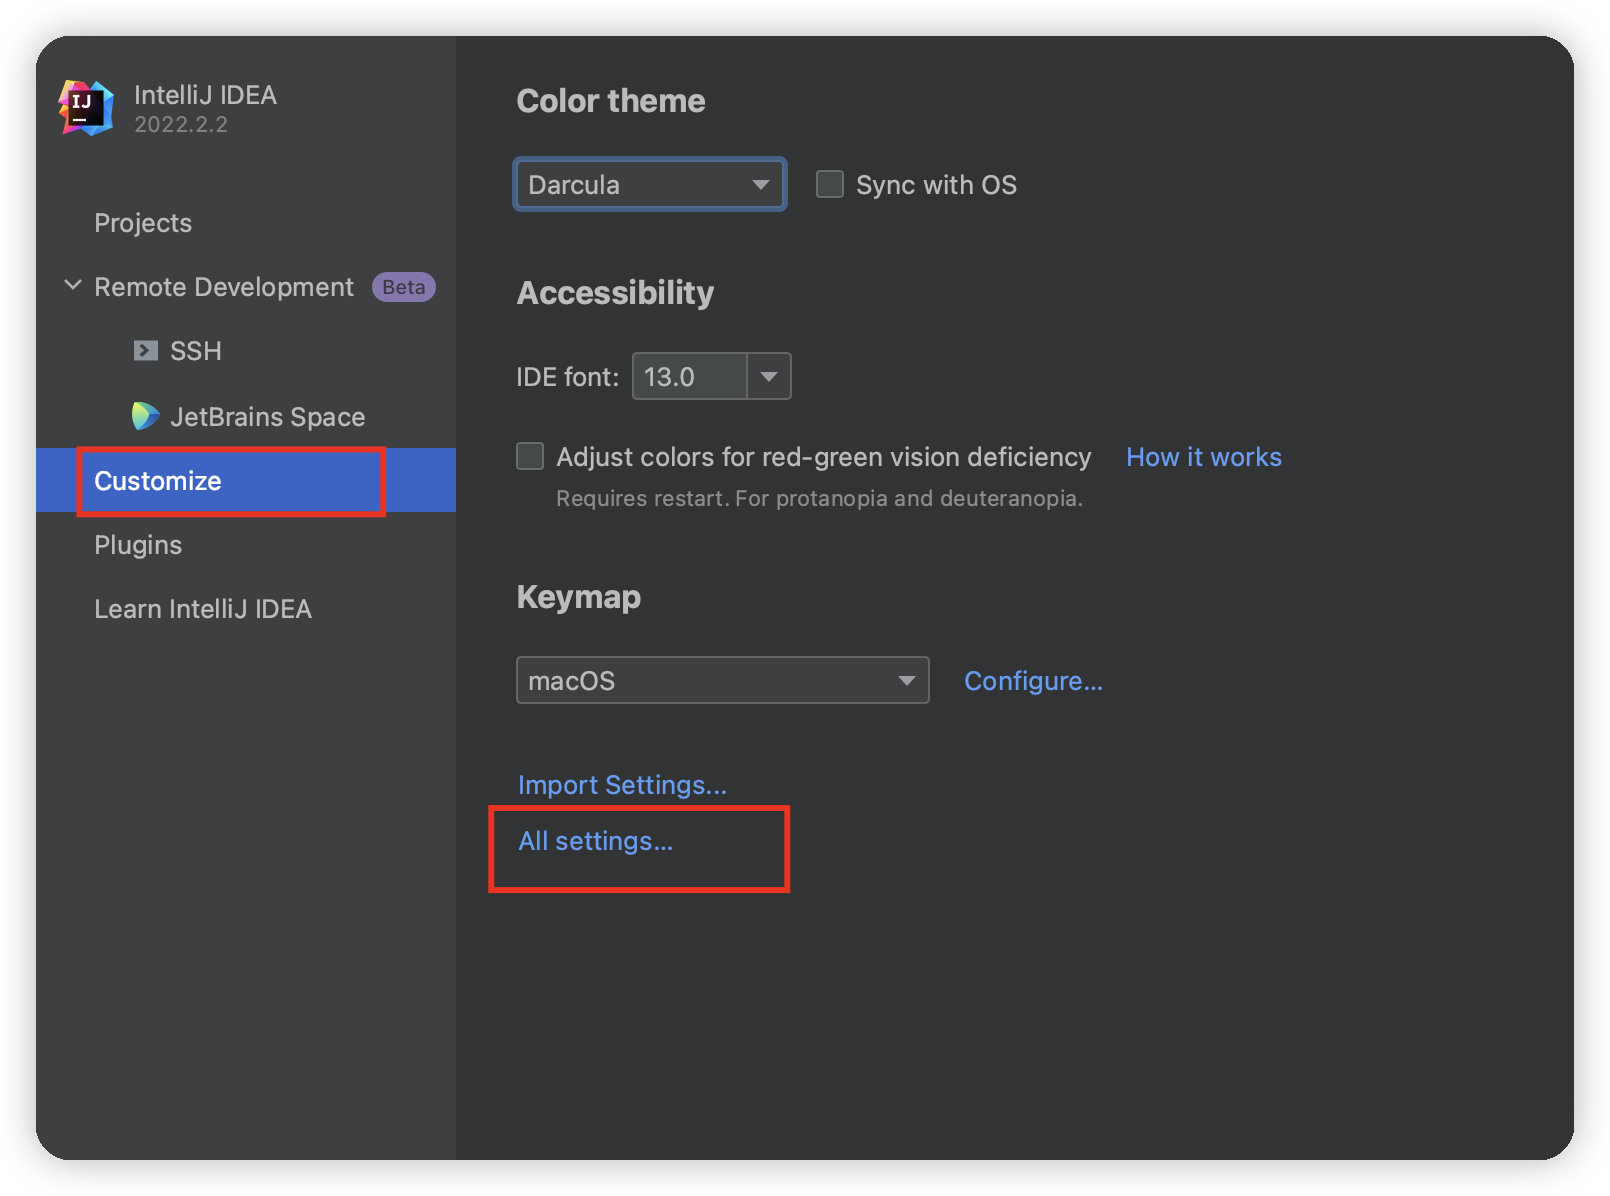 IJ
IntelliJ IDEA
2022.2.2
Projects
Remote Development Beta
SSH
JetBrains Space
Customize
Plugins
Learn IntelliJ IDEA
Color theme
Darcula Sync with OS
Accessibility
IDE font: 13.0
Adjust colors for red-green vision deficiency How it works
Requires restart. For protanopia and deuteranopia.
Keymap
macOS Configure...
Import Settings...
All settings...